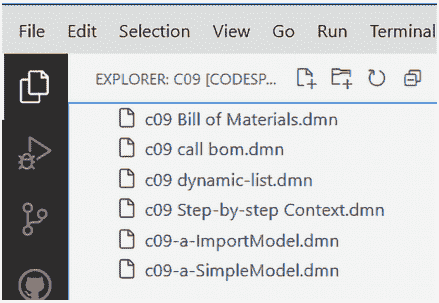 File Edit Selection View Go Run Terminal
EXPLORER: C09 [CODESP...
c09 Bill of Materials.dmn
c09 call bom.dmn
c09 dynamic-list.dmn
c09 Step-by-step Context.dmn
c09-a-ImportModel.dmn
c09-a-SimpleModel.dmn